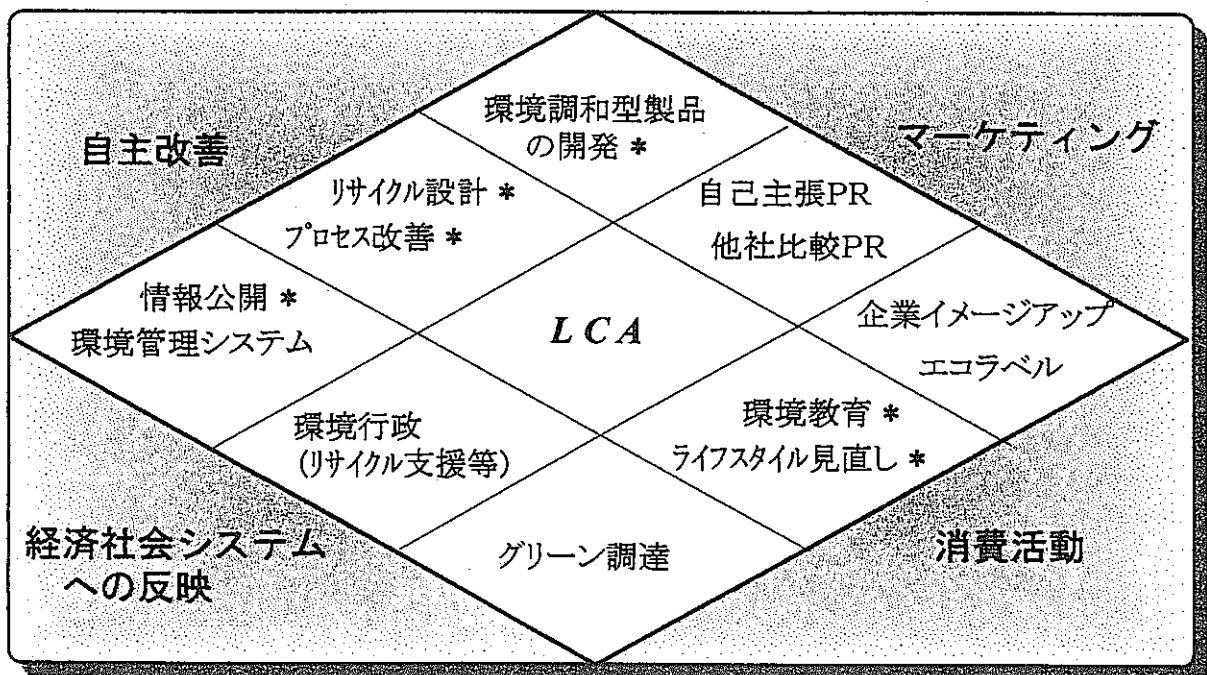 環境調和型製品
の開発 *
自主改善
マーケティング
リサイクル設計 *
プロセス改善 *
自己主張PR
他社比較PR
情報公開 *
環境管理システム
LCA
企業イメージアップ
エコラベル
環境行政
(リサイクル支援等)
環境教育 *
ライフスタイル見直し *
経済社会システム
への反映
グリーン調達
消費活動